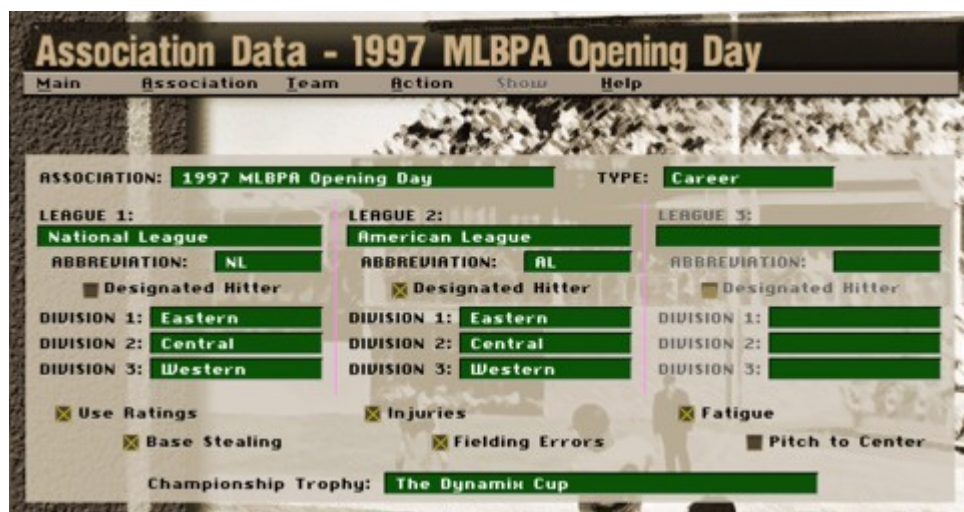 Association Data - 1997 MLBPA Opening Day
Main Association Team Action Show Help
ASSOCIATION: 1997 MLBPA Opening Day TYPE: Career
LEAGUE 1: LEAGUE 2: LEAGUE 3:
National League American League
ABBREVIATION: NL ABBREVIATION: AL ABBREVIATION:
Designated Hitter Designated Hitter Designated Hitter
DIVISION 1: Eastern DIVISION 1: Eastern DIVISION 1:
DIVISION 2: Central DIVISION 2: Central DIVISION 2:
DIVISION 3: Western DIVISION 3: Western DIVISION 3:
Use Ratings Injuries Fatigue
Base Stealing Fielding Errors Pitch to Center
Championship Trophy: The Dynamix Cup